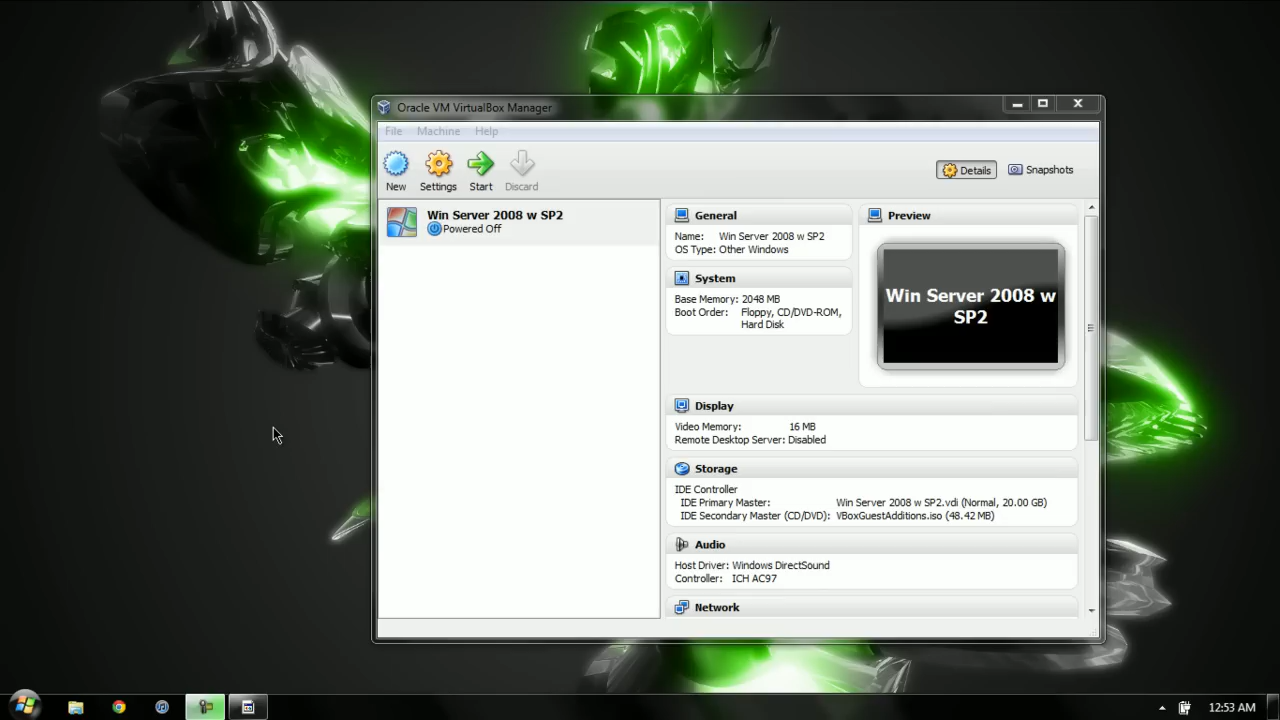 Oracle VM VirtualBox Manager
File Machine Help
New Settings Start Discard
Details Snapshots
Win Server 2008 w SP2
Powered Off
General
Name: Win Server 2008 w SP2
OS Type: Other Windows
System
Base Memory: 2048 MB
Boot Order: Floppy, CD/DVD-ROM,
Hard Disk
Preview
Win Server 2008 w
SP2
Display
Video Memory: 16 MB
Remote Desktop Server: Disabled
Storage
IDE Controller
IDE Primary Master: Win Server 2008 w SP2.vdi (Normal, 20.00 GB)
IDE Secondary Master (CD/DVD): VBoxGuestAdditions.iso (48.42 MB)
Audio
Host Driver: Windows DirectSound
Controller: ICH AC97
Network
12:53 AM